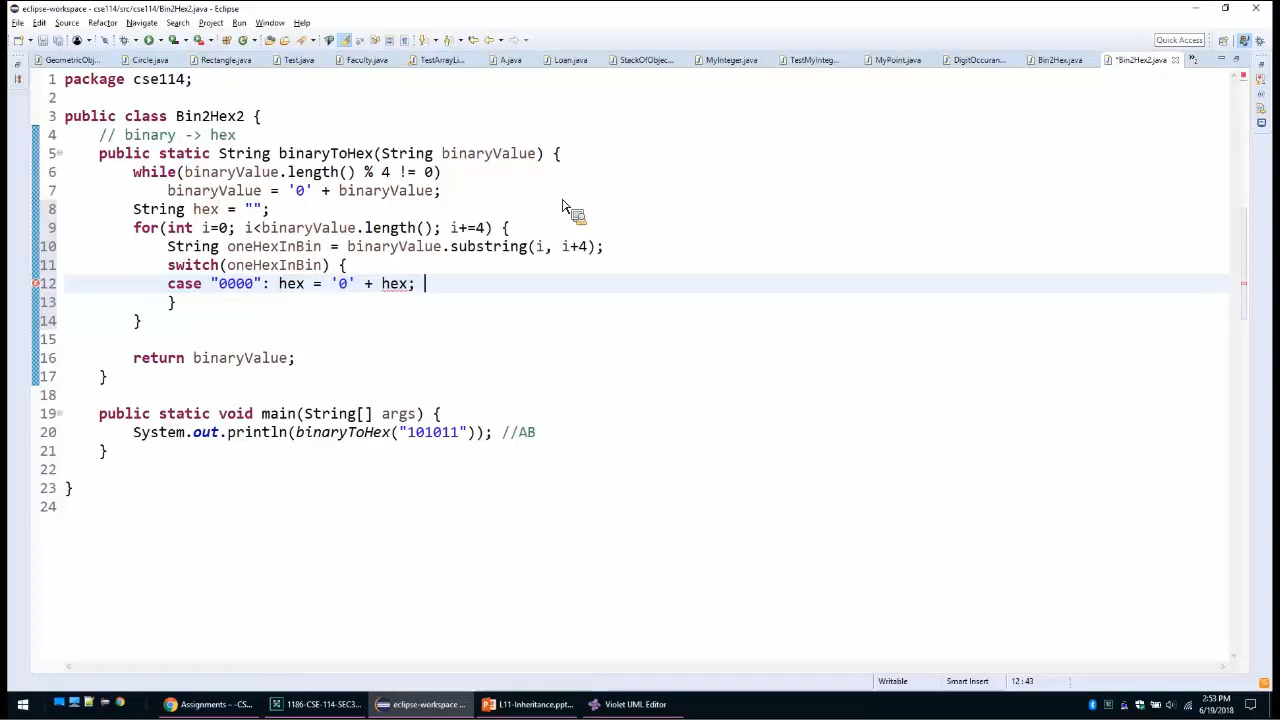 eclipse-workspace - cse114/src/cse114/Bin2Hex2.java - Eclipse
File Edit Source Refactor Navigate Search Project Run Window Help
Quick Access
GeometricObj... Circle.java Rectangle.java Test.java Faculty.java TestArrayLi... A.java Loan.java StackOfObjec... MyInteger.java TestMyInteg... MyPoint.java DigitOccuran... Bin2Hex.java *Bin2Hex2.java
1 package cse114;
2
3 public class Bin2Hex2 {
4 // binary -> hex
5 public static String binaryToHex(String binaryValue) {
6 while(binaryValue.length() % 4 != 0)
7 binaryValue = '0' + binaryValue;
8 String hex = "";
9 for(int i=0; i<binaryValue.length(); i+=4) {
10 String oneHexInBin = binaryValue.substring(i, i+4);
11 switch(oneHexInBin) {
12 case "0000": hex = '0' + hex;
13 }
14 }
15
16 return binaryValue;
17 }
18
19 public static void main(String[] args) {
20 System.out.println(binaryToHex("101011")); //AB
21 }
22
23 }
24
Writable Smart Insert 12 : 43
Assignments – -CS... 1186-CSE-114-SEC3... eclipse-workspace ... L11-Inheritance.ppt... Violet UML Editor
2:53 PM
6/19/2018